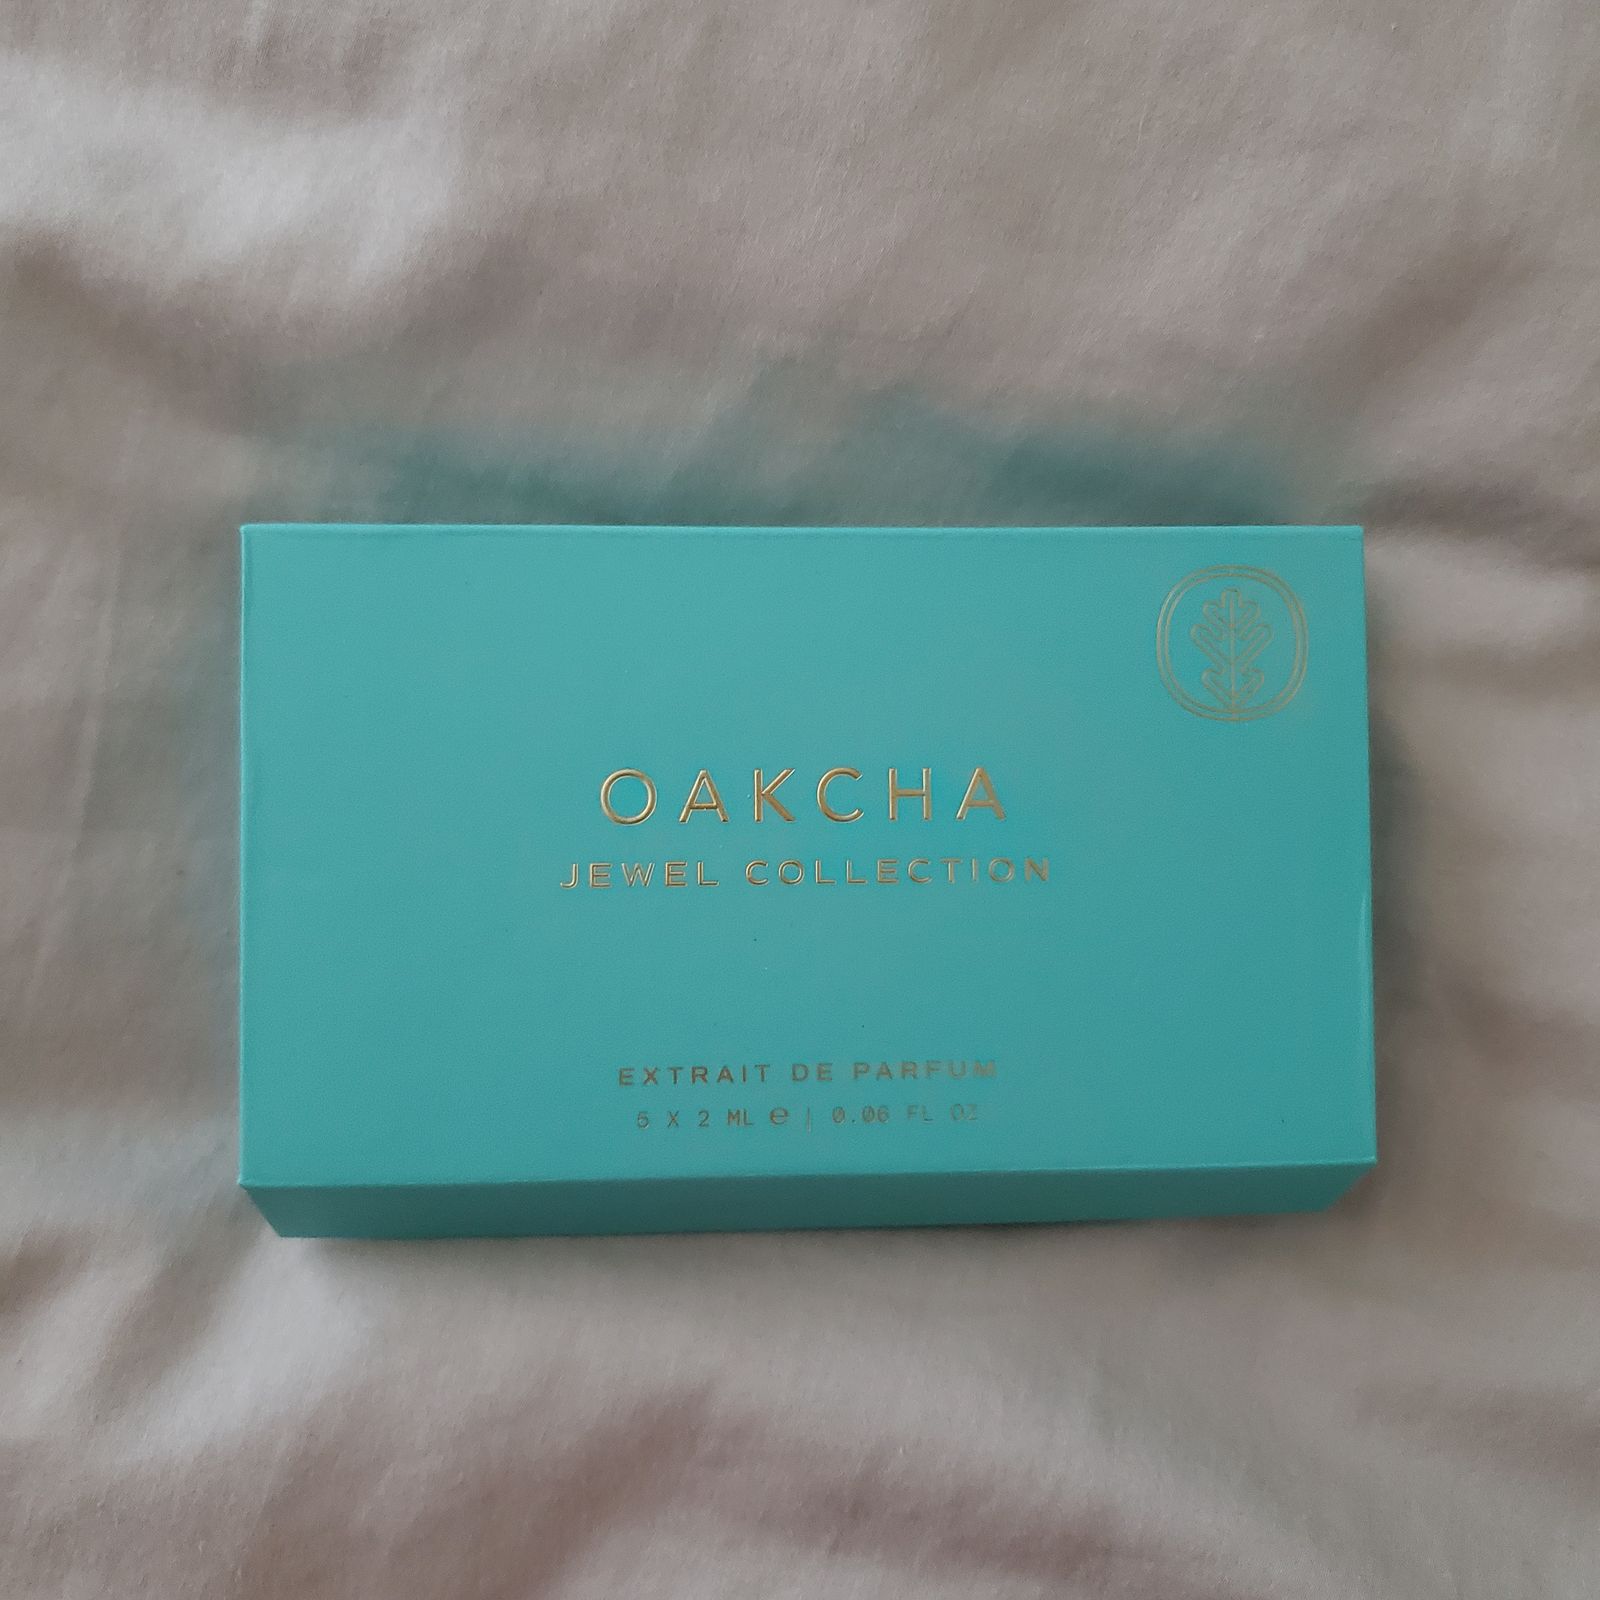 OAKCHA
JEWEL COLLECTION
EXTRAIT DE PARFUM
5 X 2 ML ℮ | 0.06 FL OZ